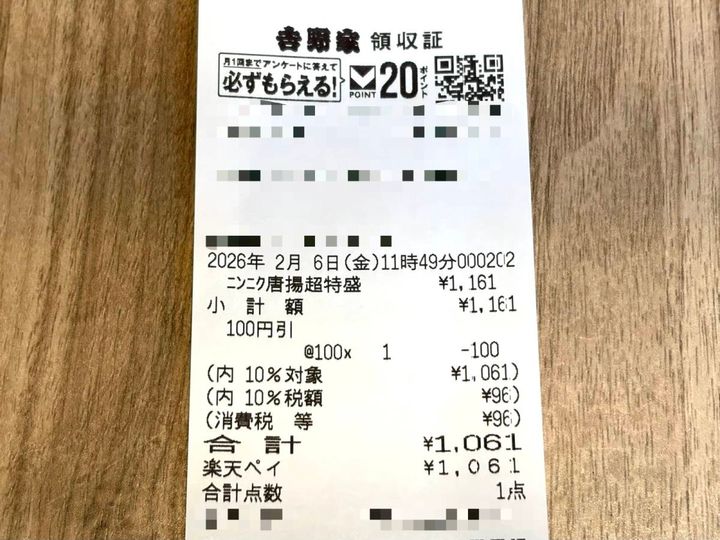 吉野家 領収証
月1回までアンケートに答えて
必ずもらえる!
V POINT 20 ポイント
2026年 2月 6日(金)11時49分000202
ﾆﾝﾆｸ唐揚超特盛 ¥1,161
小 計 額 ¥1,161
100円引
@100x 1 -100
(内 10%対象 ¥1,061)
(内 10%税額 ¥96)
(消費税 等 ¥96)
合 計 ¥1,061
楽天ペイ ¥1,061
合計点数 1点